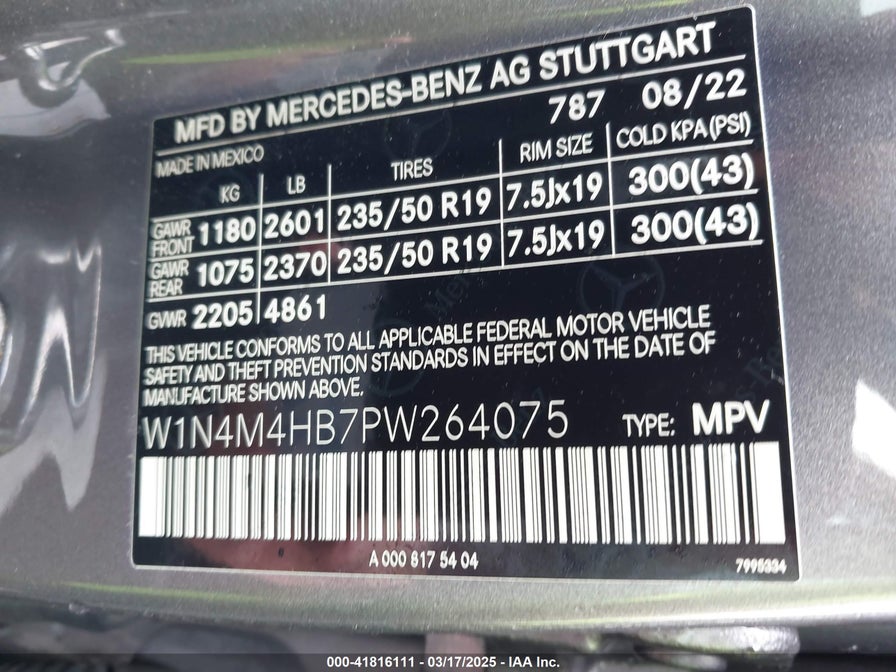 MFD BY MERCEDES-BENZ AG STUTTGART
787 08/22
MADE IN MEXICO
KG LB TIRES RIM SIZE COLD KPA (PSI)
GAWR FRONT 1180 2601 235/50 R19 7.5Jx19 300(43)
GAWR REAR 1075 2370 235/50 R19 7.5Jx19 300(43)
GVWR 2205 4861
THIS VEHICLE CONFORMS TO ALL APPLICABLE FEDERAL MOTOR VEHICLE
SAFETY AND THEFT PREVENTION STANDARDS IN EFFECT ON THE DATE OF
MANUFACTURE SHOWN ABOVE.
W1N4M4HB7PW264075 TYPE: MPV
A 000 817 54 04 7995334
000-41816111 - 03/17/2025 - IAA Inc.